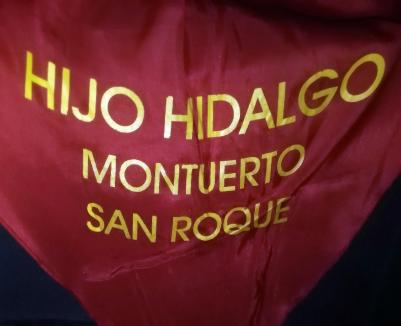 HIJO HIDALGO
MONTUERTO
SAN ROQUE